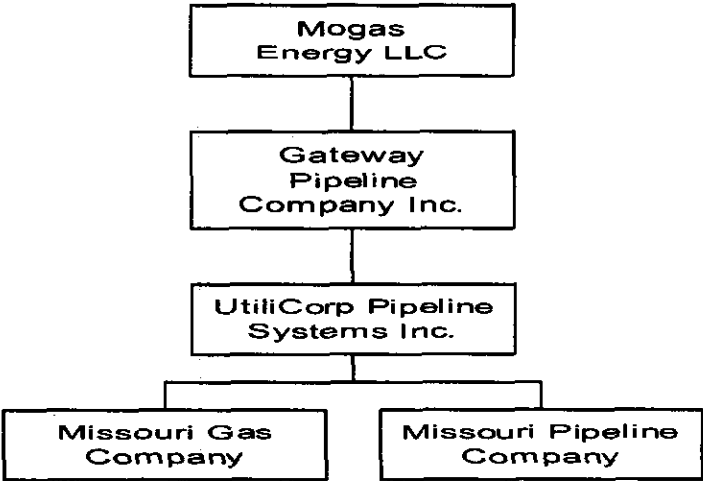 Mogas
Energy LLC
Gateway
Pipeline
Company Inc.
UtiliCorp Pipeline
Systems Inc.
Missouri Gas
Company
Missouri Pipeline
Company